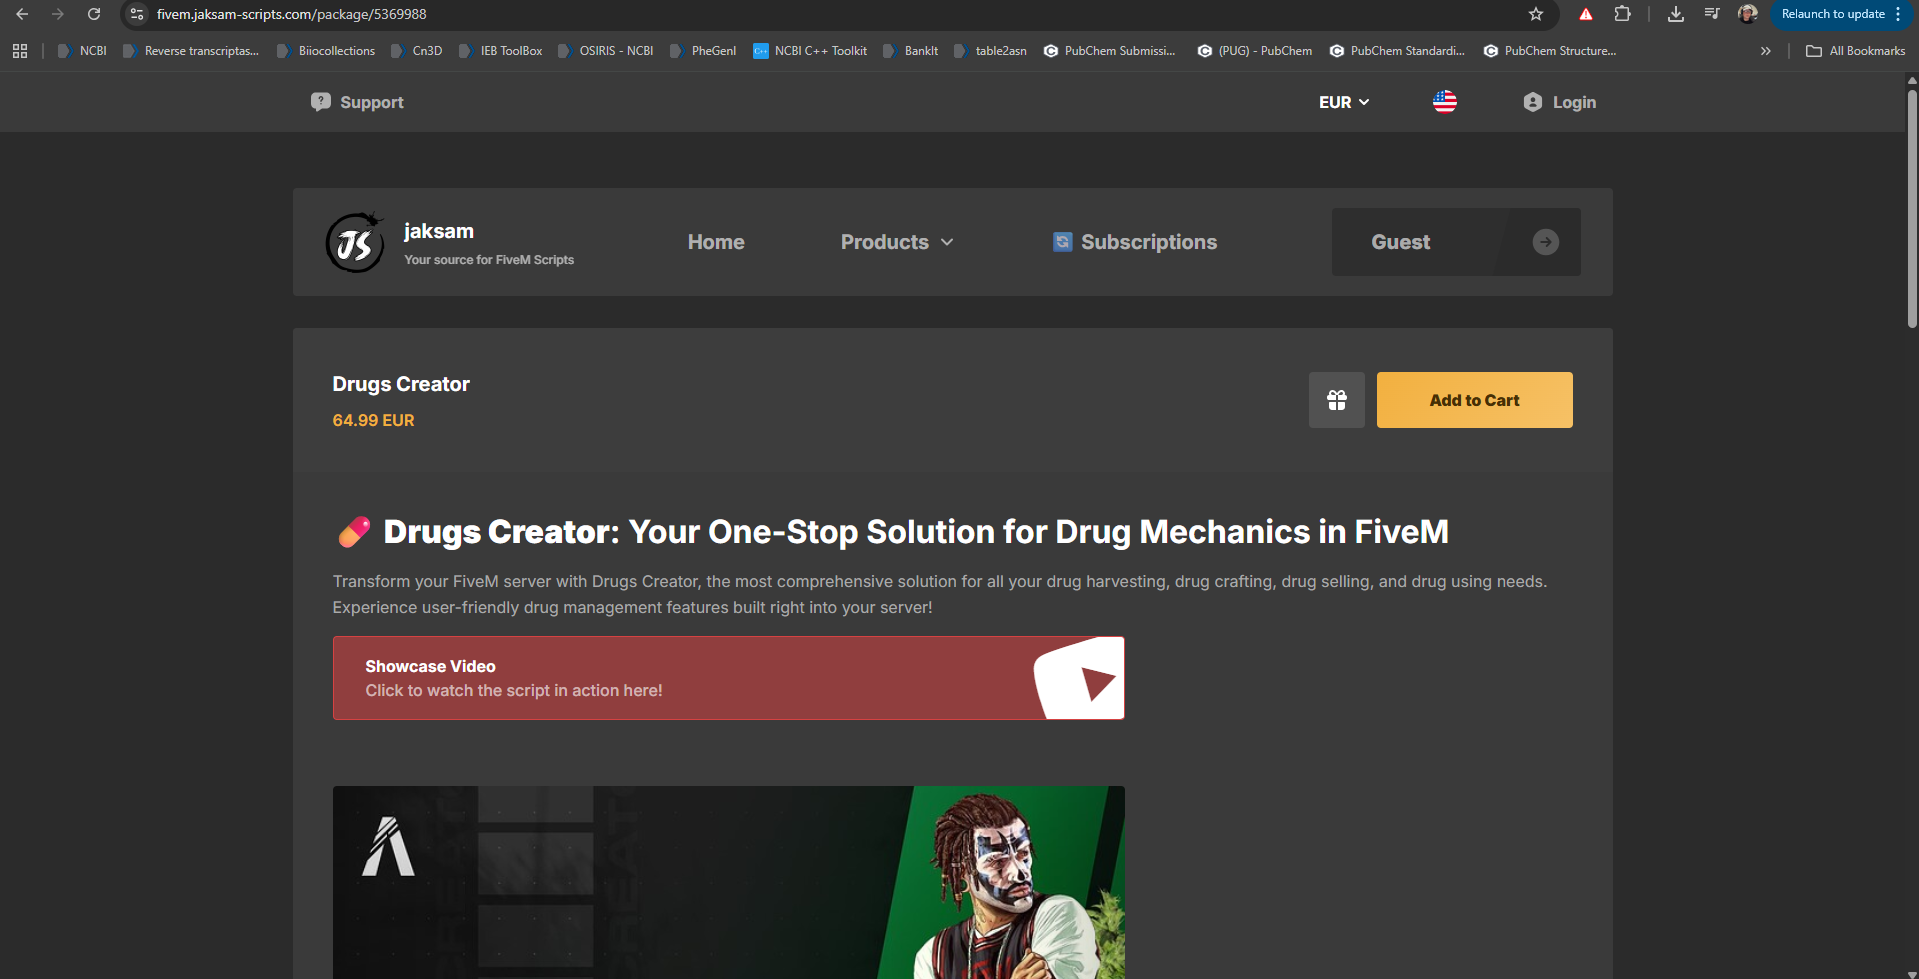 fivem.jaksam-scripts.com/package/5369988
Relaunch to update
NCBI
Reverse transcriptas...
Biiocollections
Cn3D
IEB ToolBox
OSIRIS - NCBI
PheGenI
C++ NCBI C++ Toolkit
BankIt
table2asn
PubChem Submissi...
(PUG) - PubChem
PubChem Standardi...
PubChem Structure...
All Bookmarks
Support
EUR
Login
JS
jaksam
Your source for FiveM Scripts
Home
Products
Subscriptions
Guest
Drugs Creator
64.99 EUR
Add to Cart
Drugs Creator: Your One-Stop Solution for Drug Mechanics in FiveM
Transform your FiveM server with Drugs Creator, the most comprehensive solution for all your drug harvesting, drug crafting, drug selling, and drug using needs.
Experience user-friendly drug management features built right into your server!
Showcase Video
Click to watch the script in action here!